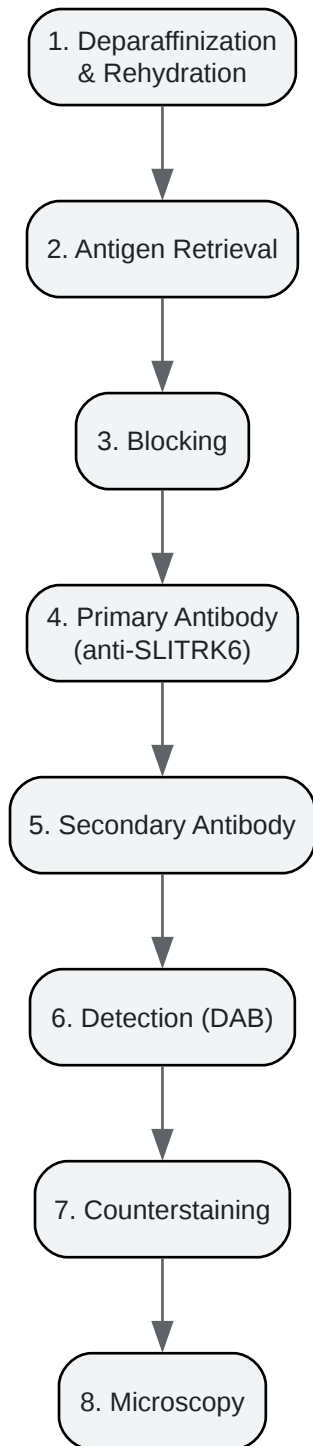 1. Deparaffinization
& Rehydration
2. Antigen Retrieval
3. Blocking
4. Primary Antibody
(anti-SLITRK6)
5. Secondary Antibody
6. Detection (DAB)
7. Counterstaining
8. Microscopy